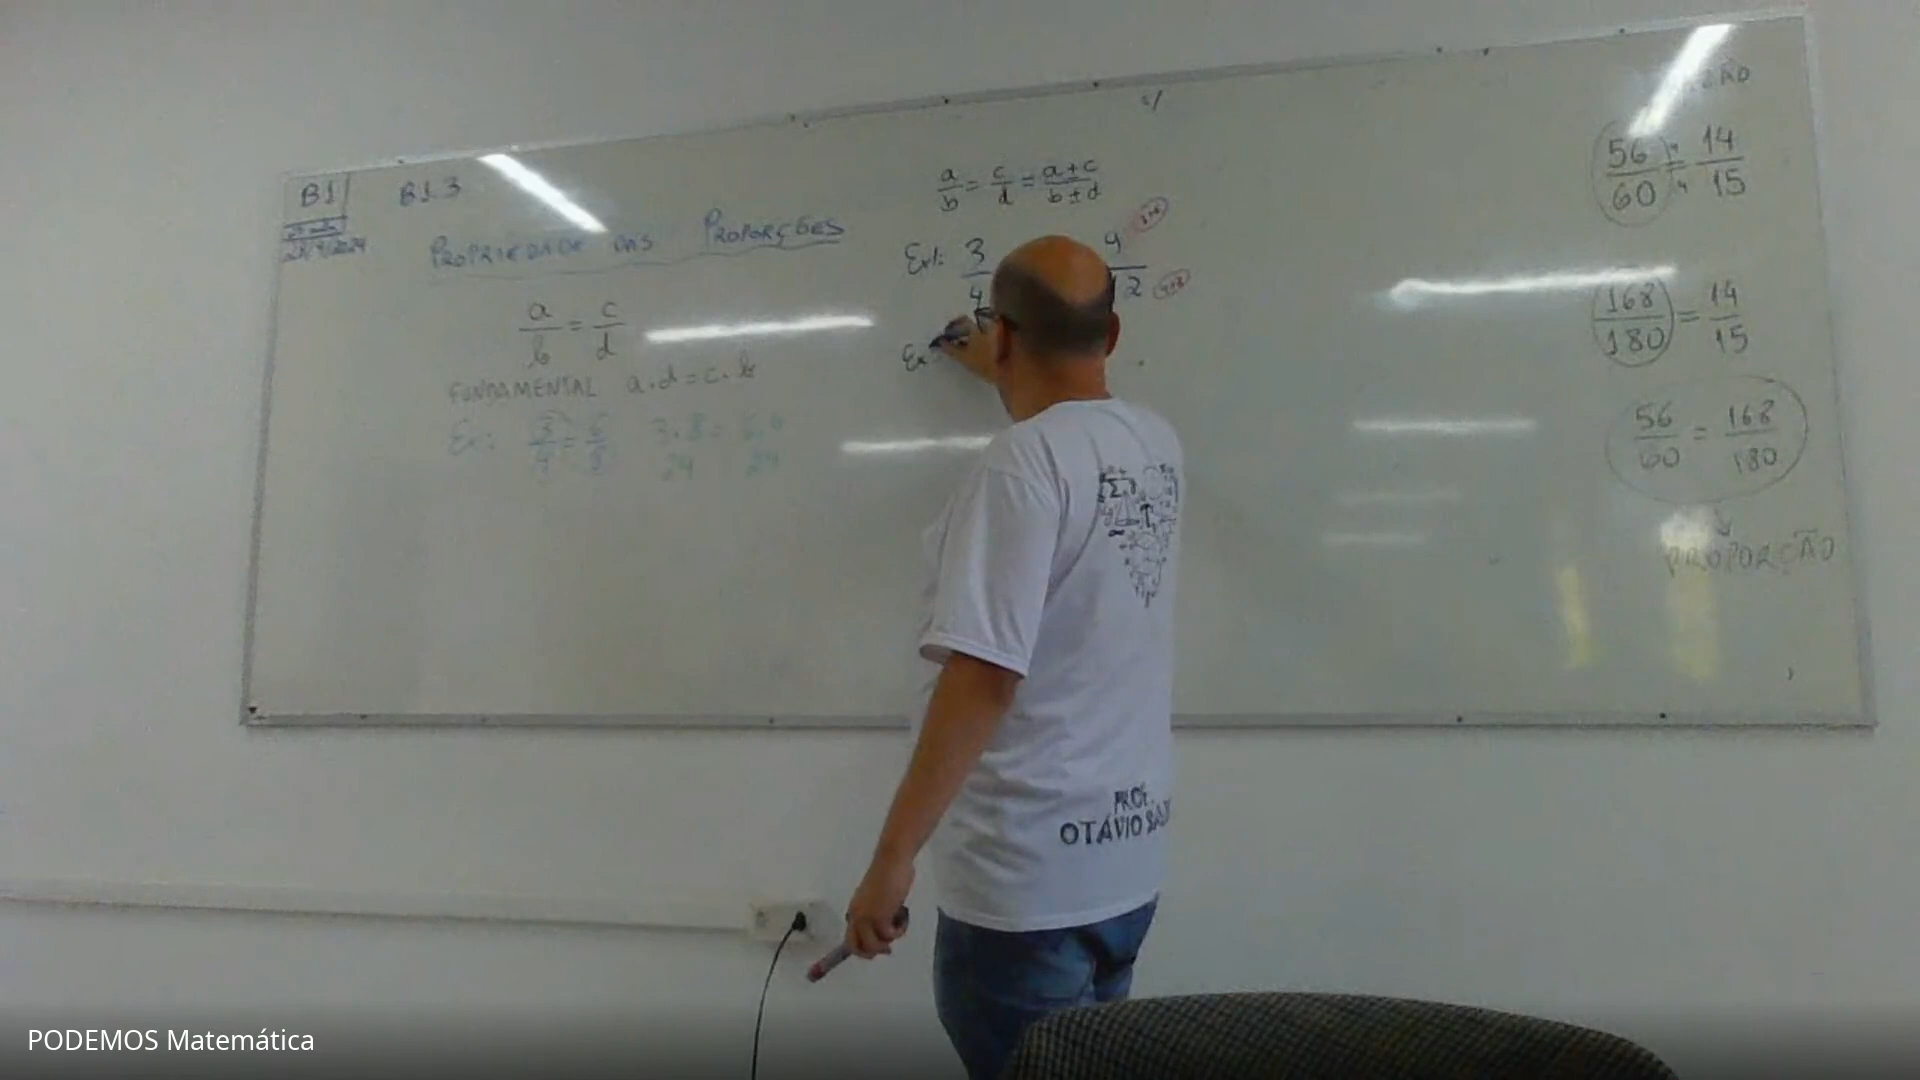 B1
B1.3
PROPRIEDADE DAS PROPORÇÕES
a/b = c/d
FUNDAMENTAL a.d = c.b
Ex: 3/4 = 6/8 3.8 = 6.4
24 24
a/b = c/d = a±c/b±d
Ex1: 3/4 9/12
Ex
56/60 = 14/15
168/180 = 14/15
56/60 = 168/180
PROPORÇÃO
PROF.
OTÁVIO
PODEMOS Matemática